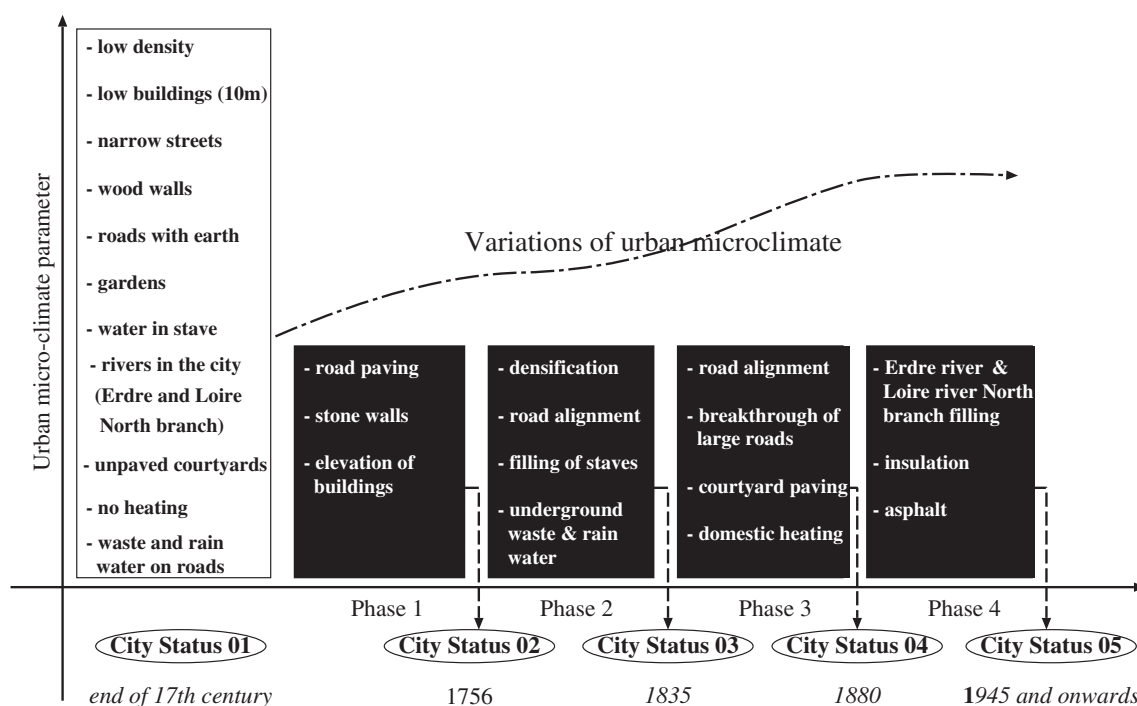 Urban micro-climate parameter
- low density
- low buildings (10m)
- narrow streets
- wood walls
- roads with earth
- gardens
- water in stave
- rivers in the city
(Erdre and Loire
North branch)
- unpaved courtyards
- no heating
- waste and rain
water on roads
Variations of urban microclimate
- road paving
- stone walls
- elevation of
buildings
- densification
- road alignment
- filling of staves
- underground
waste & rain
water
- road alignment
- breakthrough of
large roads
- courtyard paving
- domestic heating
- Erdre river &
Loire river North
branch filling
- insulation
- asphalt
Phase 1
Phase 2
Phase 3
Phase 4
City Status 01
City Status 02
City Status 03
City Status 04
City Status 05
end of 17th century
1756
1835
1880
1945 and onwards